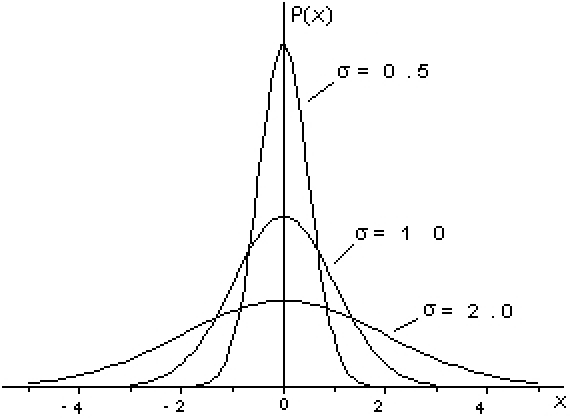 P(x)
σ = 0 . 5
σ = 1 0
σ = 2 . 0
- 4 - 2 0 2 4 x